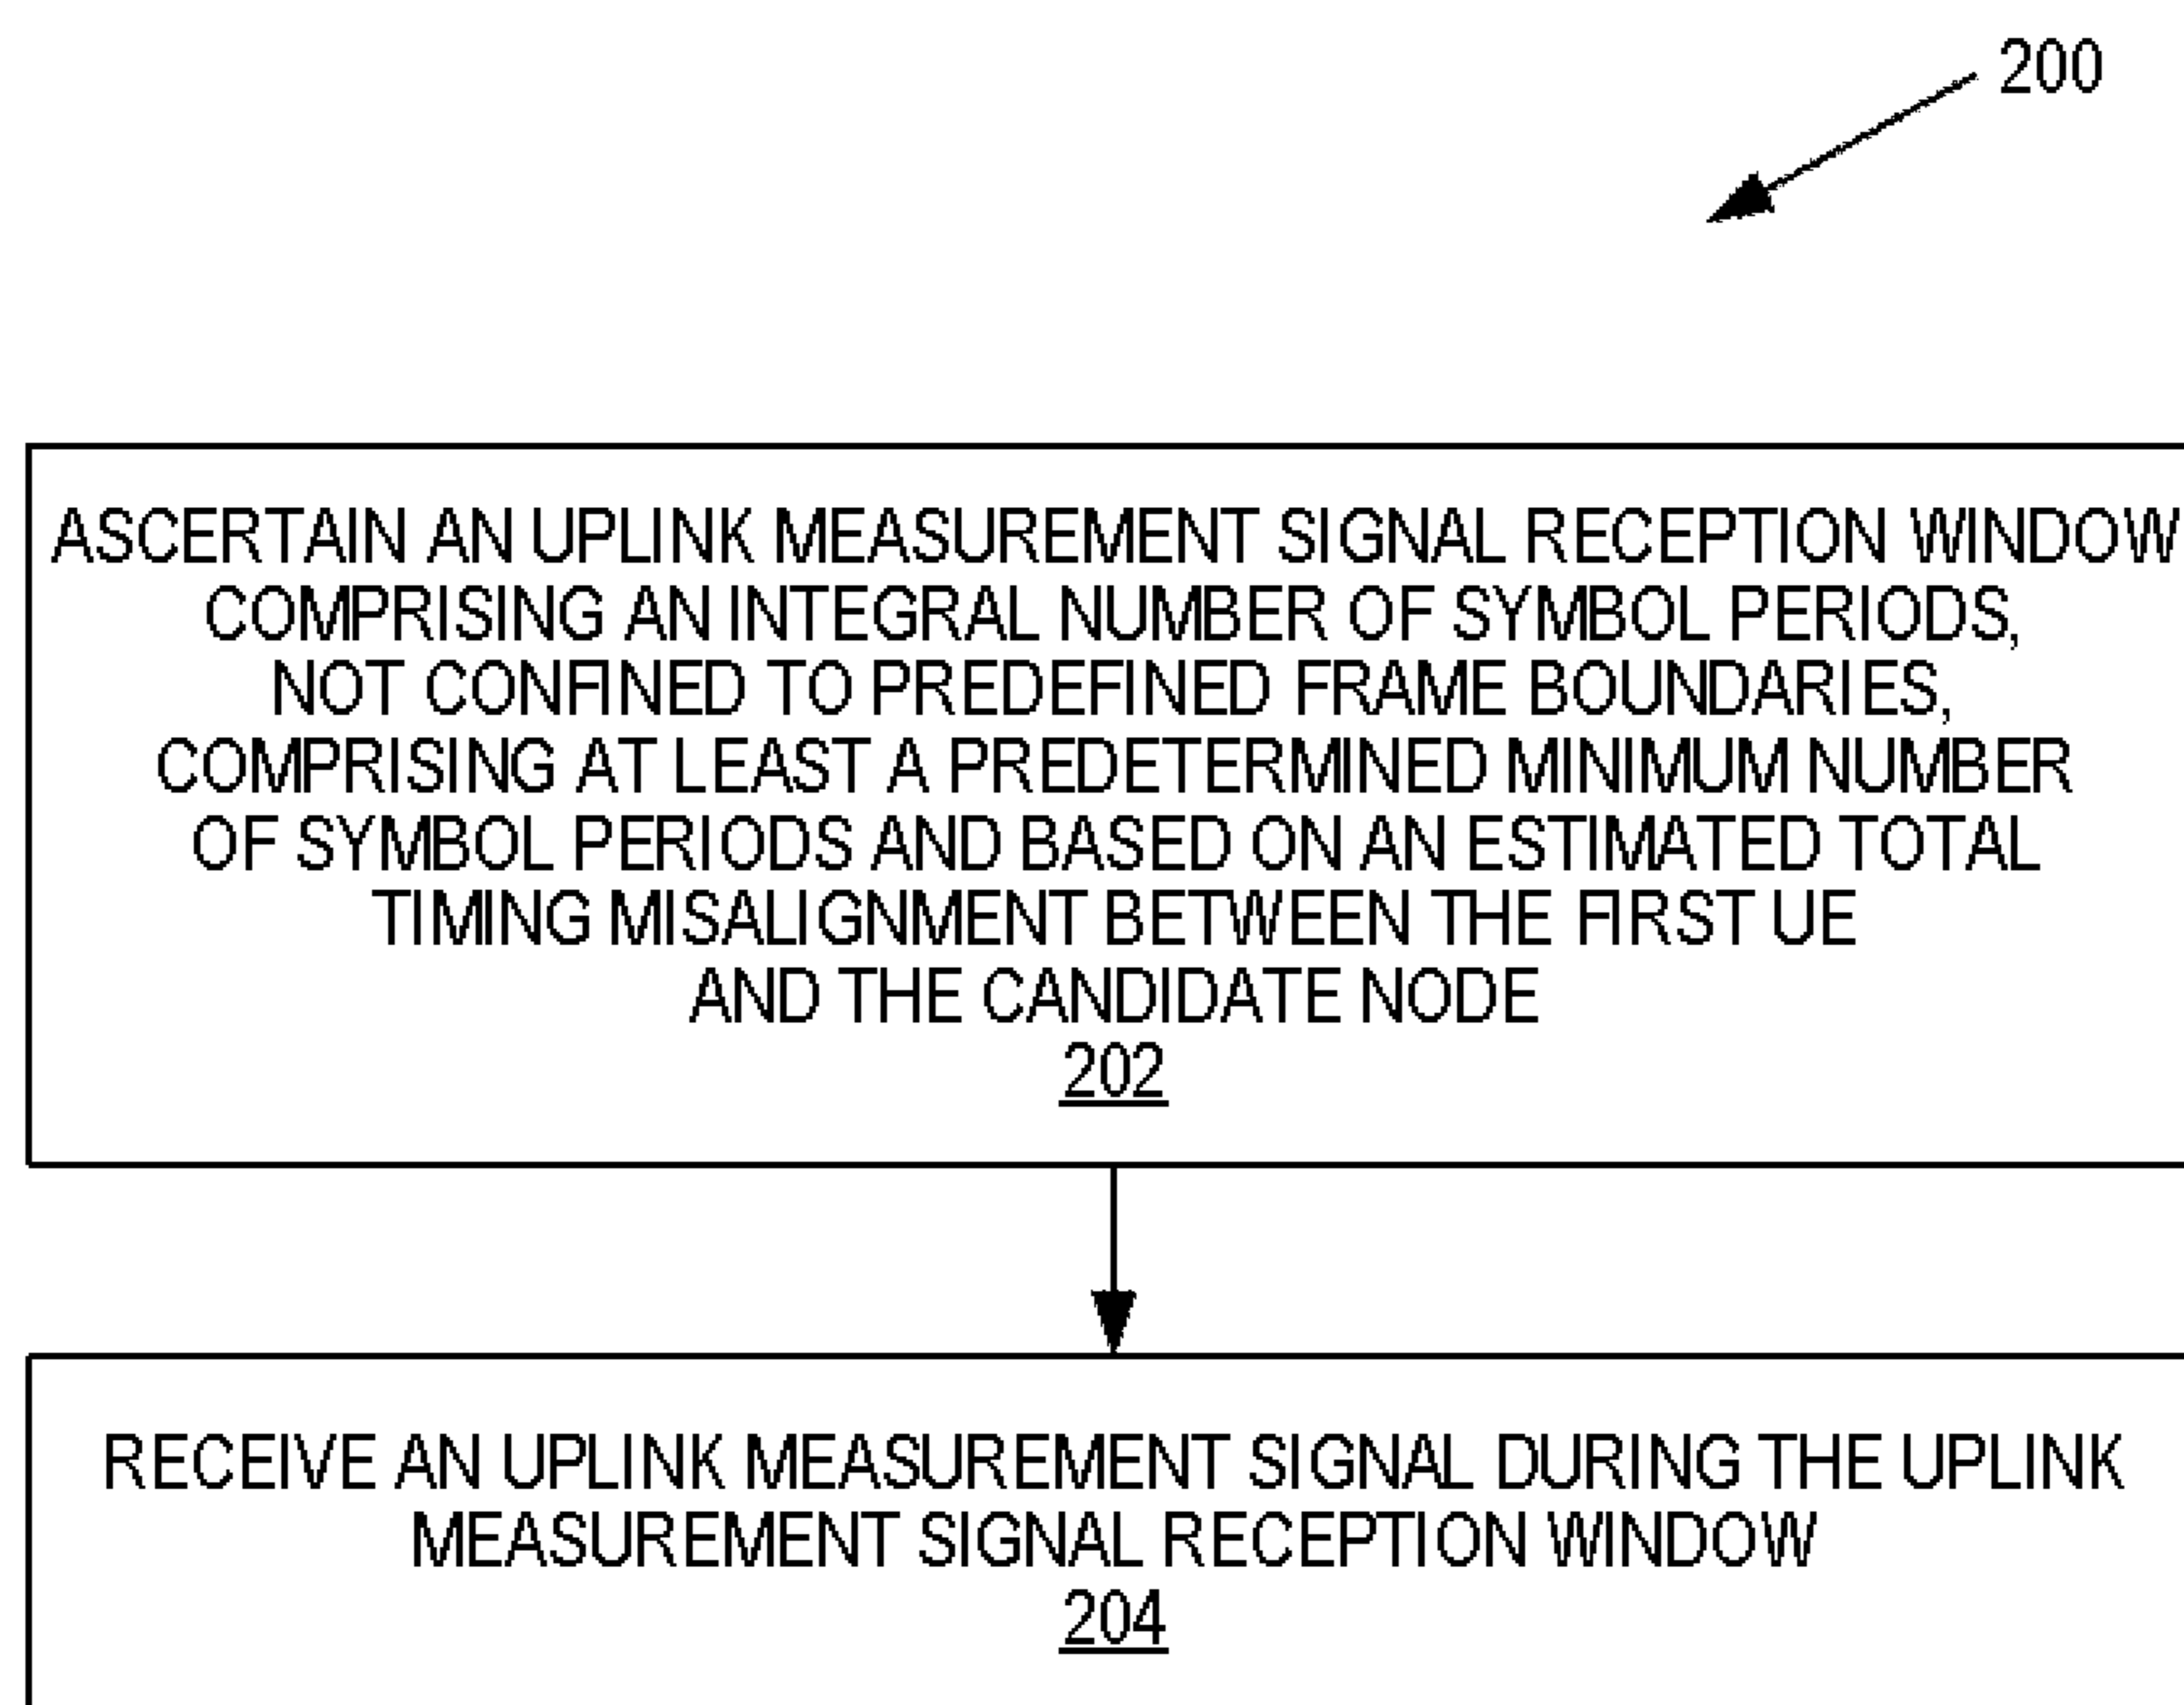 200
ASCERTAIN AN UPLINK MEASUREMENT SIGNAL RECEPTION WINDOW
COMPRISING AN INTEGRAL NUMBER OF SYMBOL PERIODS,
NOT CONFINED TO PREDEFINED FRAME BOUNDARIES,
COMPRISING AT LEAST A PREDETERMINED MINIMUM NUMBER
OF SYMBOL PERIODS AND BASED ON AN ESTIMATED TOTAL
TIMING MISALIGNMENT BETWEEN THE FIRST UE
AND THE CANDIDATE NODE
202
RECEIVE AN UPLINK MEASUREMENT SIGNAL DURING THE UPLINK
MEASUREMENT SIGNAL RECEPTION WINDOW
204